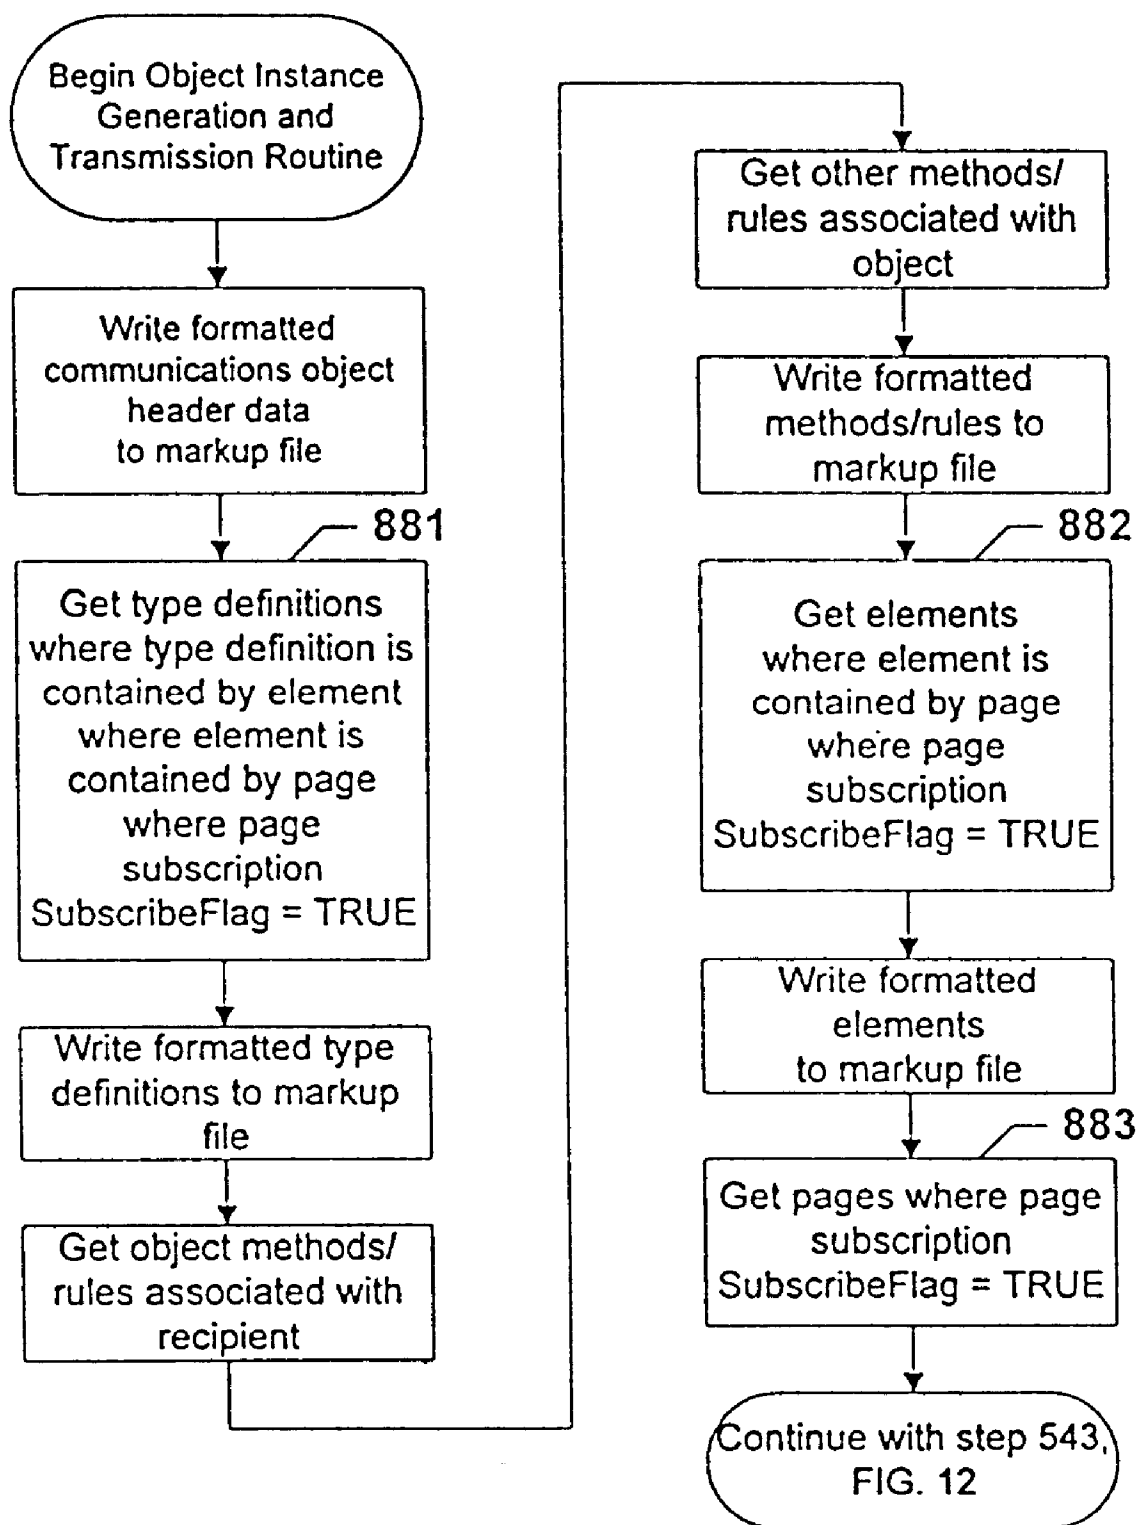 Begin Object Instance
Generation and
Transmission Routine
Write formatted
communications object
header data
to markup file
881
Get type definitions
where type definition is
contained by element
where element is
contained by page
where page
subscription
SubscribeFlag = TRUE
Write formatted type
definitions to markup
file
Get object methods/
rules associated with
recipient
Get other methods/
rules associated with
object
Write formatted
methods/rules to
markup file
882
Get elements
where element is
contained by page
where page
subscription
SubscribeFlag = TRUE
Write formatted
elements
to markup file
883
Get pages where page
subscription
SubscribeFlag = TRUE
Continue with step 543,
FIG. 12